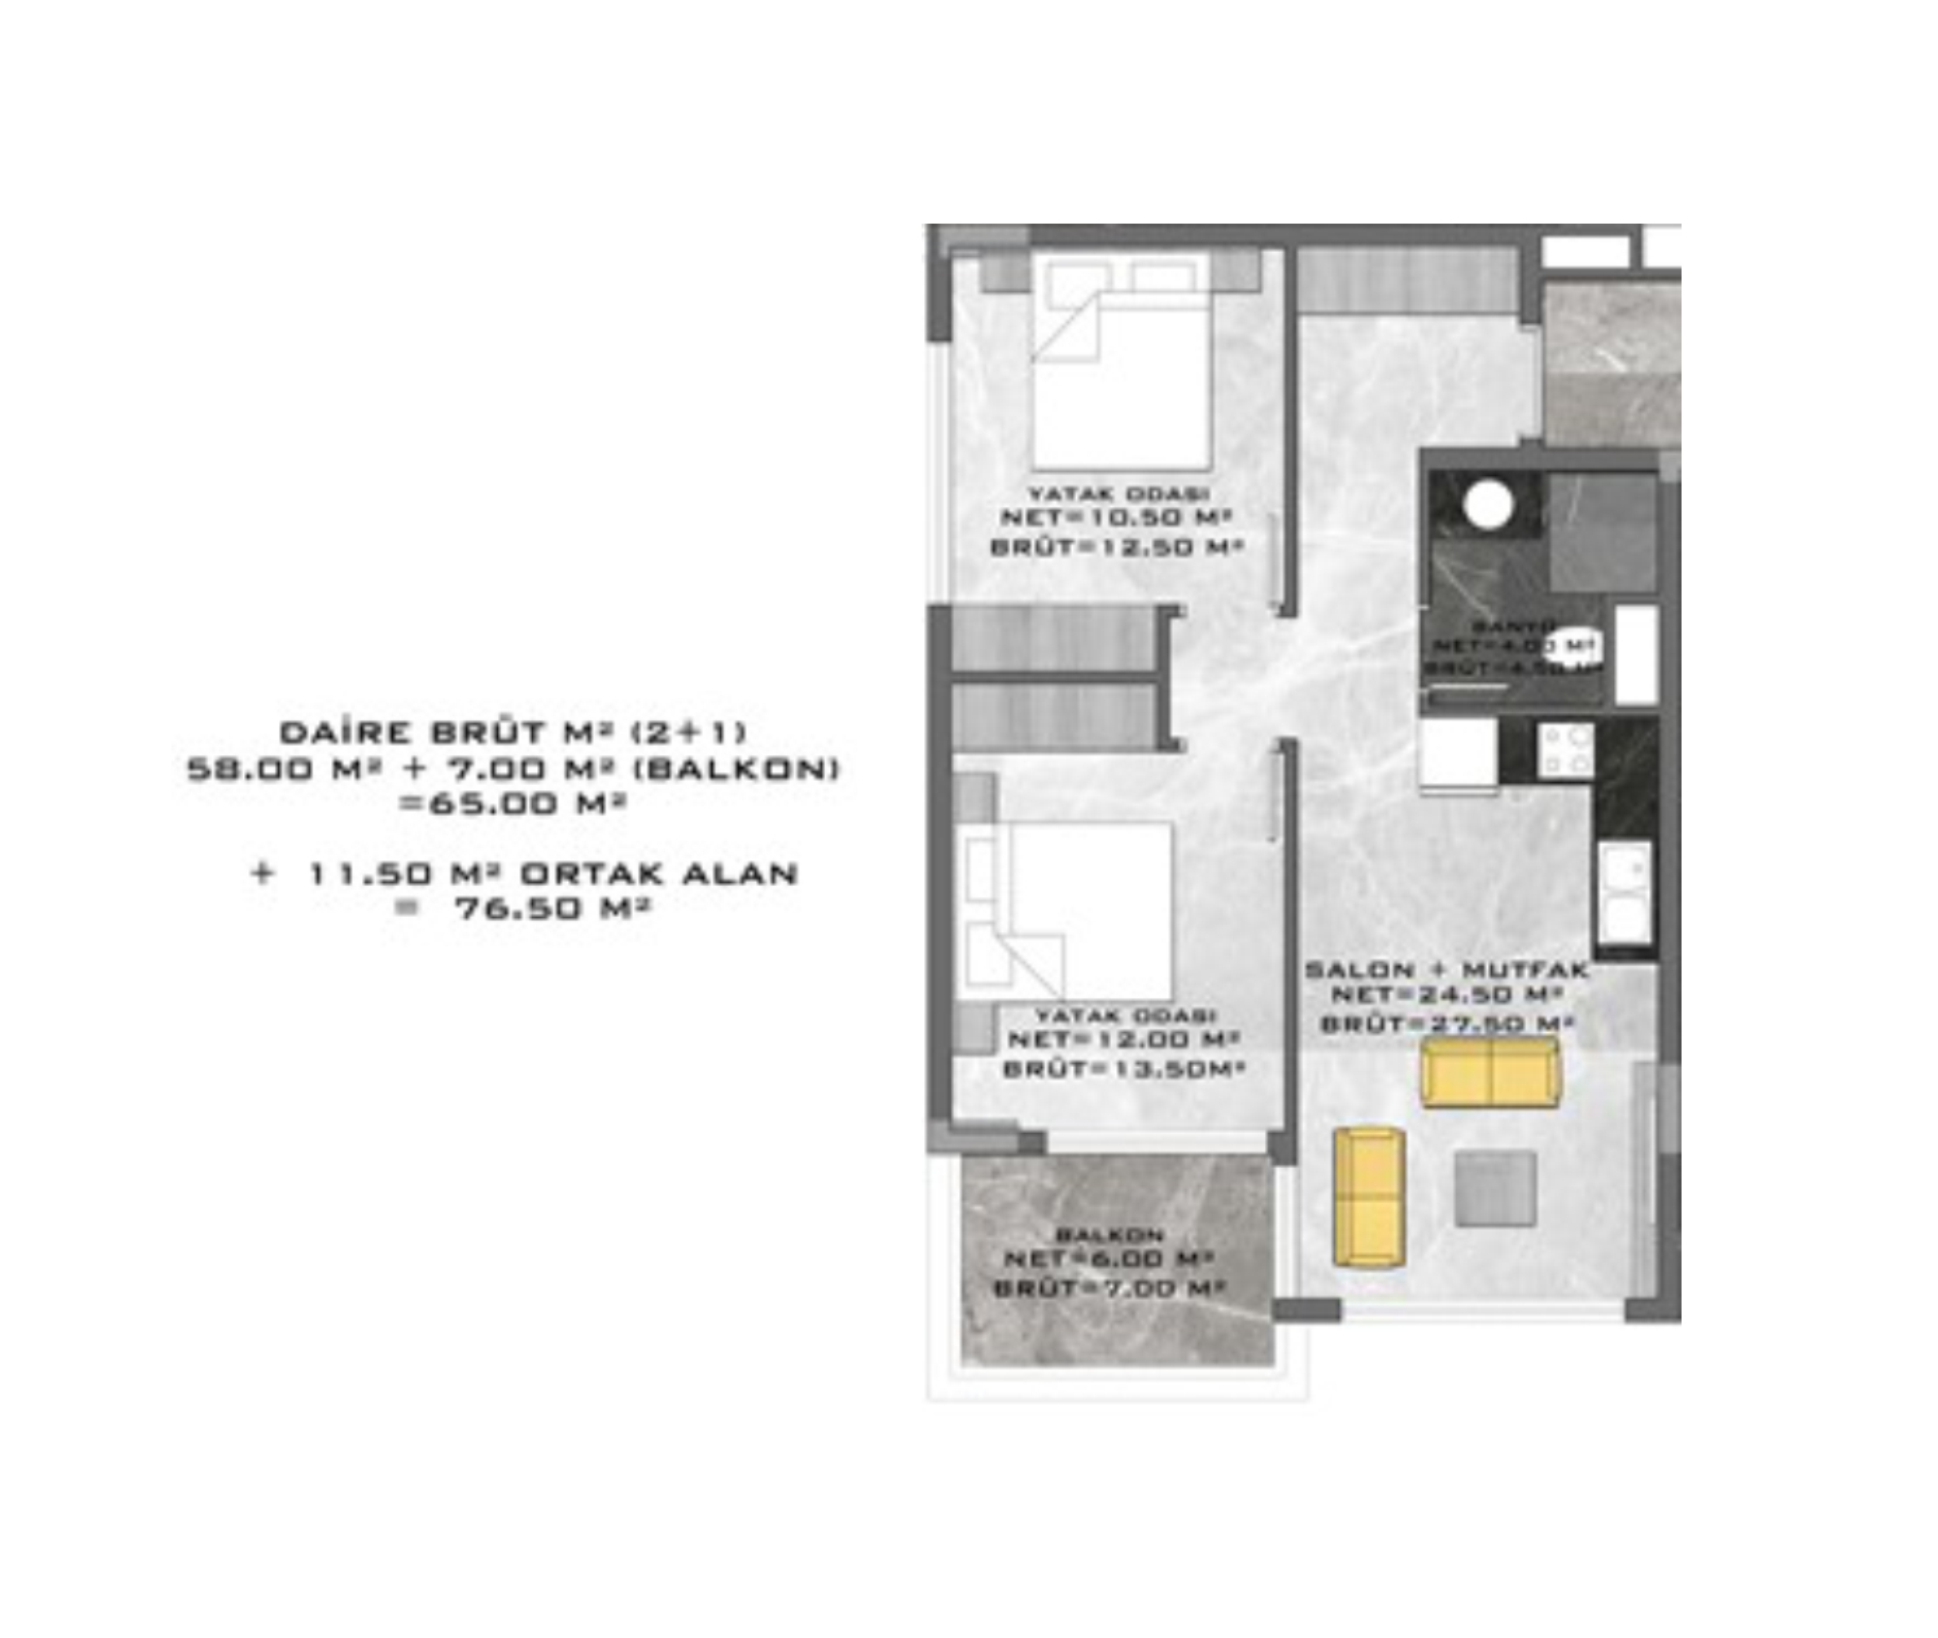 DAİRE BRÜT M² (2+1)
58.00 M² + 7.00 M² (BALKON)
=65.00 M²
+ 11.50 M² ORTAK ALAN
= 76.50 M²
YATAK ODASI
NET=10.50 M²
BRÜT=12.50 M²
BANYO
NET=4.00 M²
BRÜT=4.50 M²
SALON + MUTFAK
NET=24.50 M²
BRÜT=27.50 M²
YATAK ODASI
NET=12.00 M²
BRÜT=13.50M²
BALKON
NET=6.00 M²
BRÜT=7.00 M²